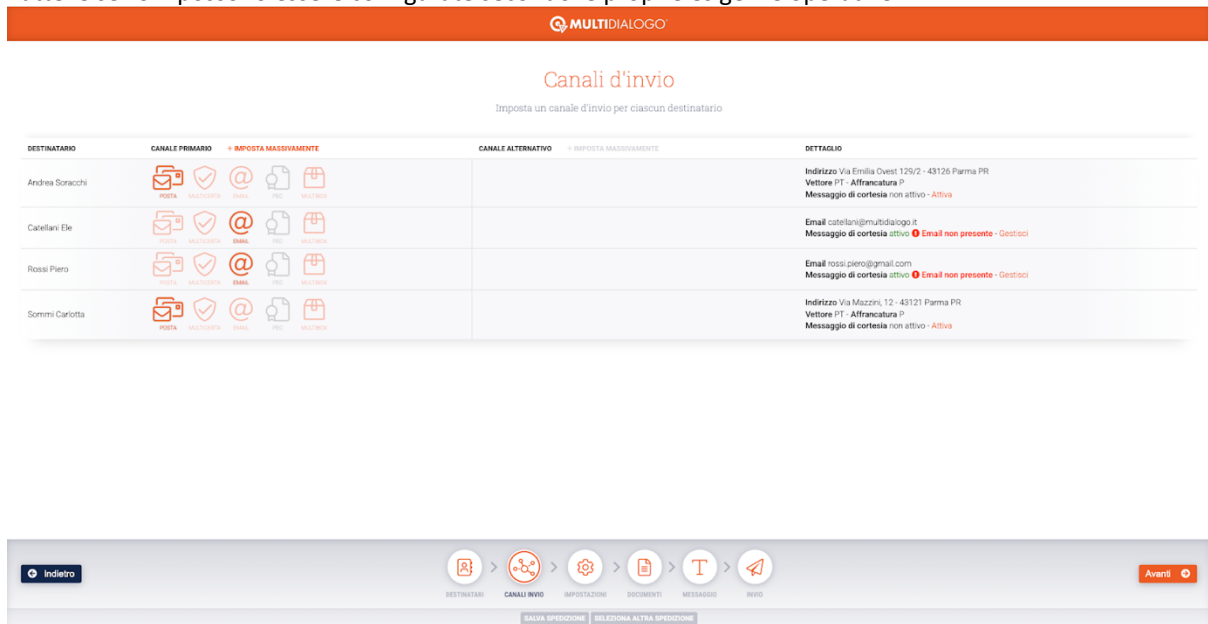 MULTIDIALOGO
Canali d'invio
Imposta un canale d'invio per ciascun destinatario
DESTINATARIO CANALE PRIMARIO + IMPOSTA MASSIVAMENTE CANALE ALTERNATIVO + IMPOSTA MASSIVAMENTE DETTAGLIO
Andrea Soracchi
POSTA MULTICERTA EMAIL PEC MULTIBOX
Indirizzo Via Emilia Ovest 129/2 - 43126 Parma PR
Vettore PT - Affrancatura P
Messaggio di cortesia non attivo - Attiva
Catellani Ele
POSTA MULTICERTA EMAIL PEC MULTIBOX
Email catellani@multidialogo.it
Messaggio di cortesia attivo Email non presente - Gestisci
Rossi Piero
POSTA MULTICERTA EMAIL PEC MULTIBOX
Email rossi.piero@gmail.com
Messaggio di cortesia attivo Email non presente - Gestisci
Sommi Carlotta
POSTA MULTICERTA EMAIL PEC MULTIBOX
Indirizzo Via Mazzini, 12 - 43121 Parma PR
Vettore PT - Affrancatura P
Messaggio di cortesia non attivo - Attiva
Indietro
DESTINATARI CANALI INVIO IMPOSTAZIONI DOCUMENTI MESSAGGIO INVIO
Avanti
SALVA SPEDIZIONE SELEZIONA ALTRA SPEDIZIONE